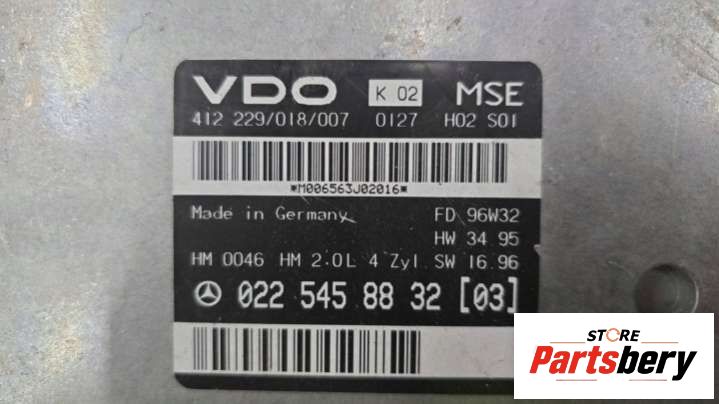 VDO K 02 MSE
412 229/018/007 0127 H02 S01
*M006563J02016*
Made in Germany FD 96W32
HW 34 95
HM 0046 HM 2.0L 4 Zyl SW 16.96
022 545 88 32 [03]
STORE
Partsbery